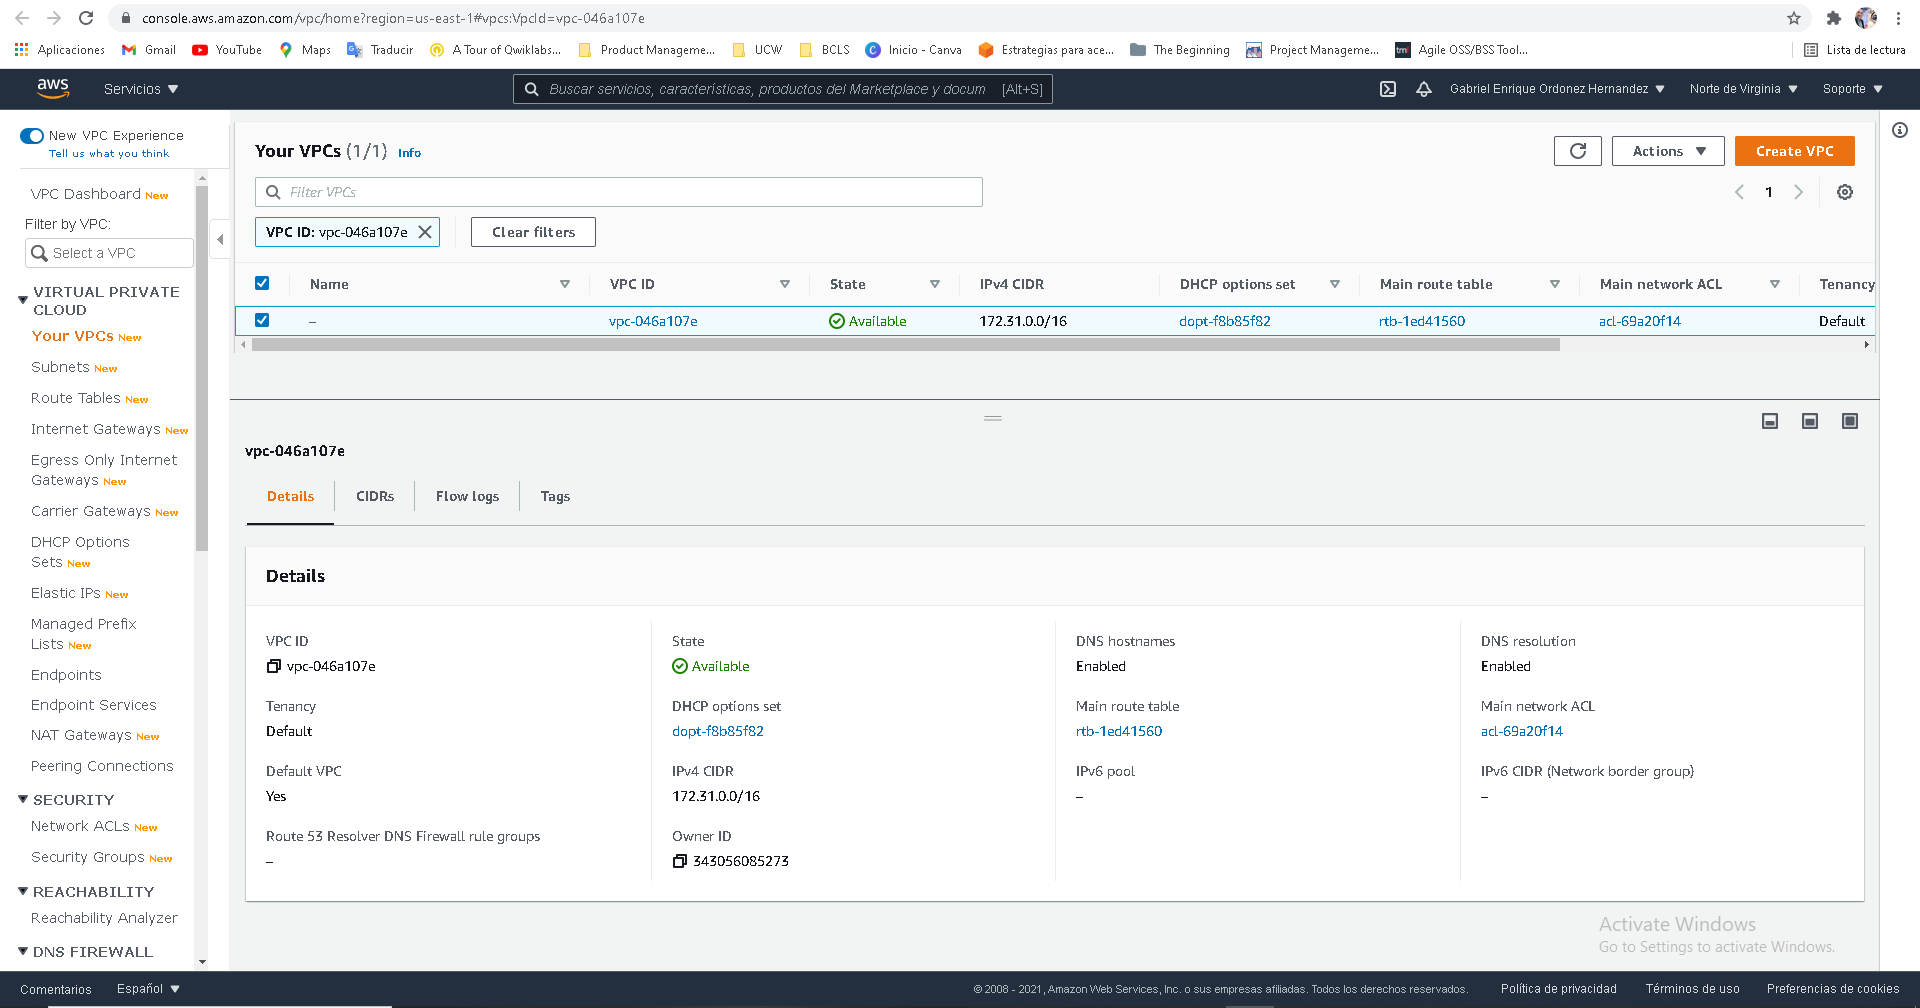 console.aws.amazon.com/vpc/home?region=us-east-1#vpcs:VpcId=vpc-046a107e
Aplicaciones Gmail YouTube Maps Traducir A Tour of Qwiklabs... Product Manageme... UCW BCLS Inicio - Canva Estrategias para ace... The Beginning Project Manageme... tmf Agile OSS/BSS Tool... Lista de lectura
aws Servicios Buscar servicios, características, productos del Marketplace y docum [Alt+S] Gabriel Enrique Ordonez Hernandez Norte de Virginia Soporte
New VPC Experience
Tell us what you think
VPC Dashboard New
Filter by VPC:
Select a VPC
VIRTUAL PRIVATE
CLOUD
Your VPCs New
Subnets New
Route Tables New
Internet Gateways New
Egress Only Internet
Gateways New
Carrier Gateways New
DHCP Options
Sets New
Elastic IPs New
Managed Prefix
Lists New
Endpoints
Endpoint Services
NAT Gateways New
Peering Connections
SECURITY
Network ACLs New
Security Groups New
REACHABILITY
Reachability Analyzer
DNS FIREWALL
Your VPCs (1/1) Info
Actions
Create VPC
Filter VPCs
1
VPC ID: vpc-046a107e
Clear filters
Name VPC ID State IPv4 CIDR DHCP options set Main route table Main network ACL Tenancy
– vpc-046a107e Available 172.31.0.0/16 dopt-f8b85f82 rtb-1ed41560 acl-69a20f14 Default
vpc-046a107e
Details CIDRs Flow logs Tags
Details
VPC ID State DNS hostnames DNS resolution
vpc-046a107e Available Enabled Enabled
Tenancy DHCP options set Main route table Main network ACL
Default dopt-f8b85f82 rtb-1ed41560 acl-69a20f14
Default VPC IPv4 CIDR IPv6 pool IPv6 CIDR (Network border group)
Yes 172.31.0.0/16 – –
Route 53 Resolver DNS Firewall rule groups Owner ID
– 343056085273
Activate Windows
Go to Settings to activate Windows.
Comentarios Español © 2008 - 2021, Amazon Web Services, Inc. o sus empresas afiliadas. Todos los derechos reservados. Política de privacidad Términos de uso Preferencias de cookies